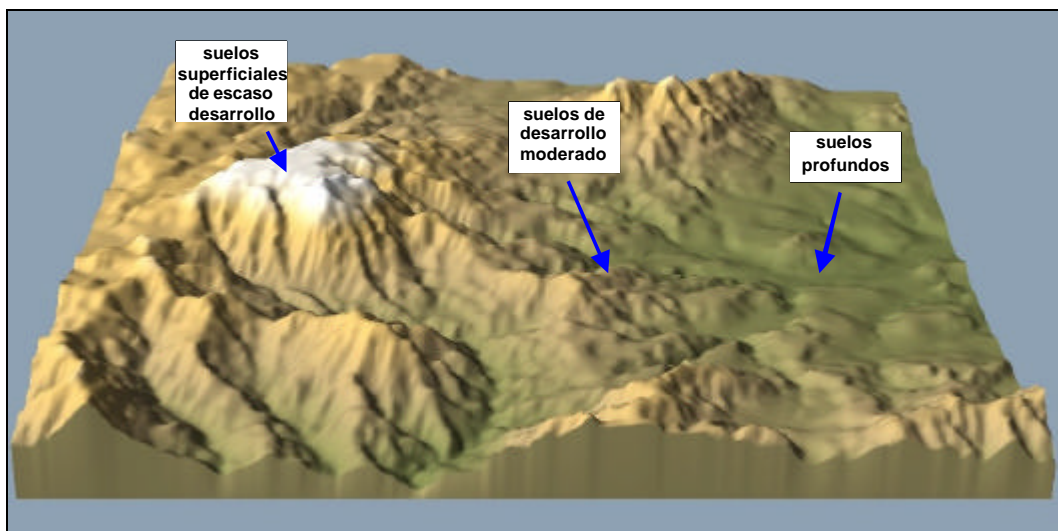 suelos
superficiales
de escaso
desarrollo
suelos de
desarrollo
moderado
suelos
profundos